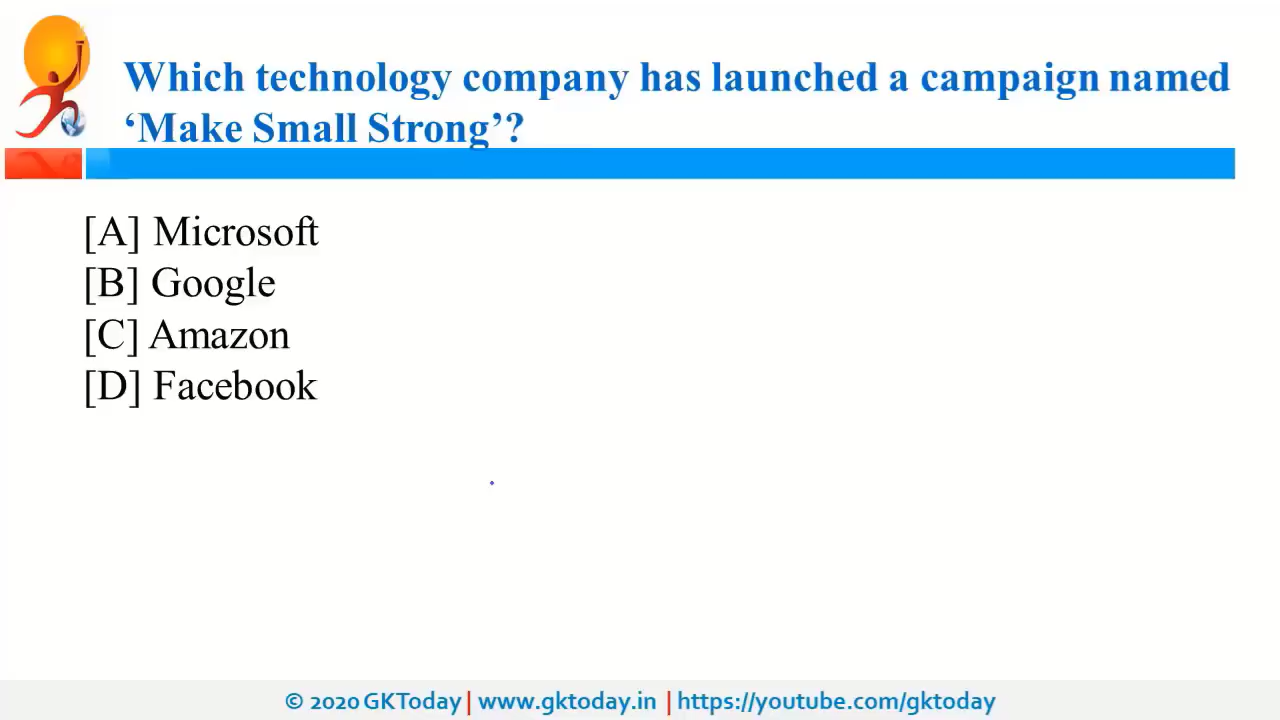 Which technology company has launched a campaign named
‘Make Small Strong’?
[A] Microsoft
[B] Google
[C] Amazon
[D] Facebook
© 2020 GKToday | www.gktoday.in | https://youtube.com/gktoday